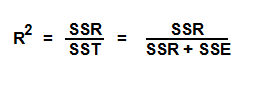 R² = SSR / SST = SSR / SSR + SSE